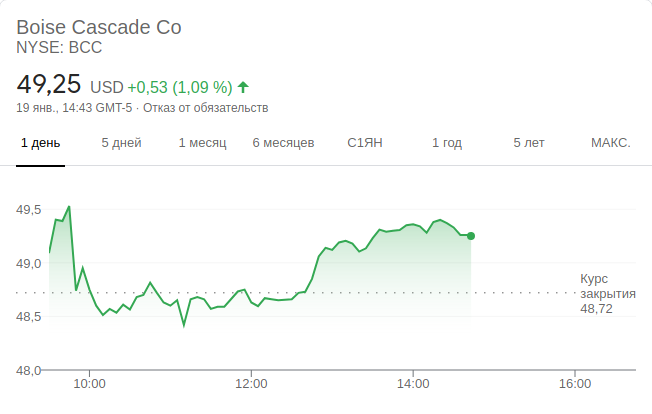 Boise Cascade Co
NYSE: BCC
49,25 USD +0,53 (1,09 %)
19 янв., 14:43 GMT-5 · Отказ от обязательств
1 день 5 дней 1 месяц 6 месяцев С1ЯН 1 год 5 лет МАКС.
49,5
49,0
Курс
закрытия
48,72
48,5
48,0
10:00 12:00 14:00 16:00